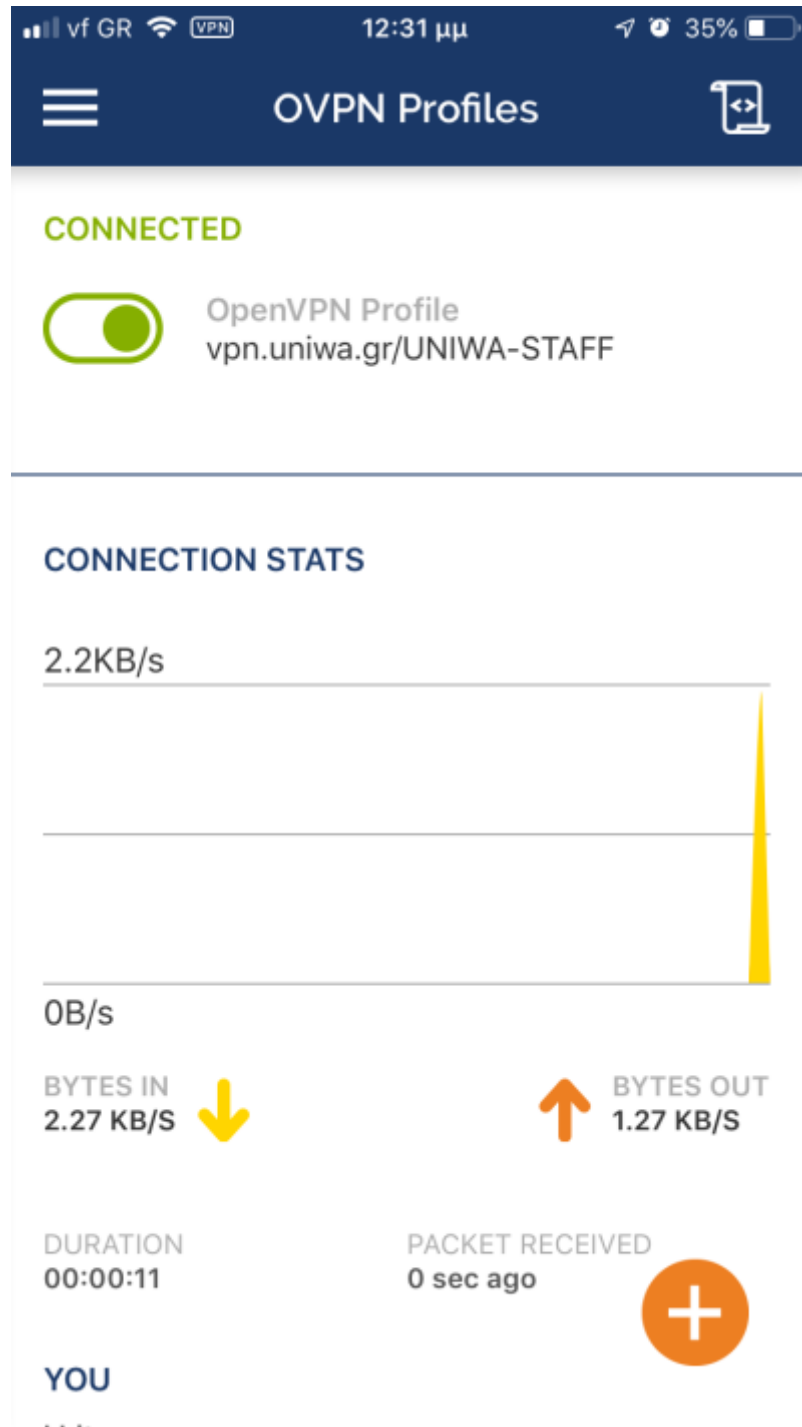 vf GR VPN 12:31 μμ 35%
OVPN Profiles
CONNECTED
OpenVPN Profile
vpn.uniwa.gr/UNIWA-STAFF
CONNECTION STATS
2.2KB/s
0B/s
BYTES IN BYTES OUT
2.27 KB/S 1.27 KB/S
DURATION PACKET RECEIVED
00:00:11 0 sec ago
YOU